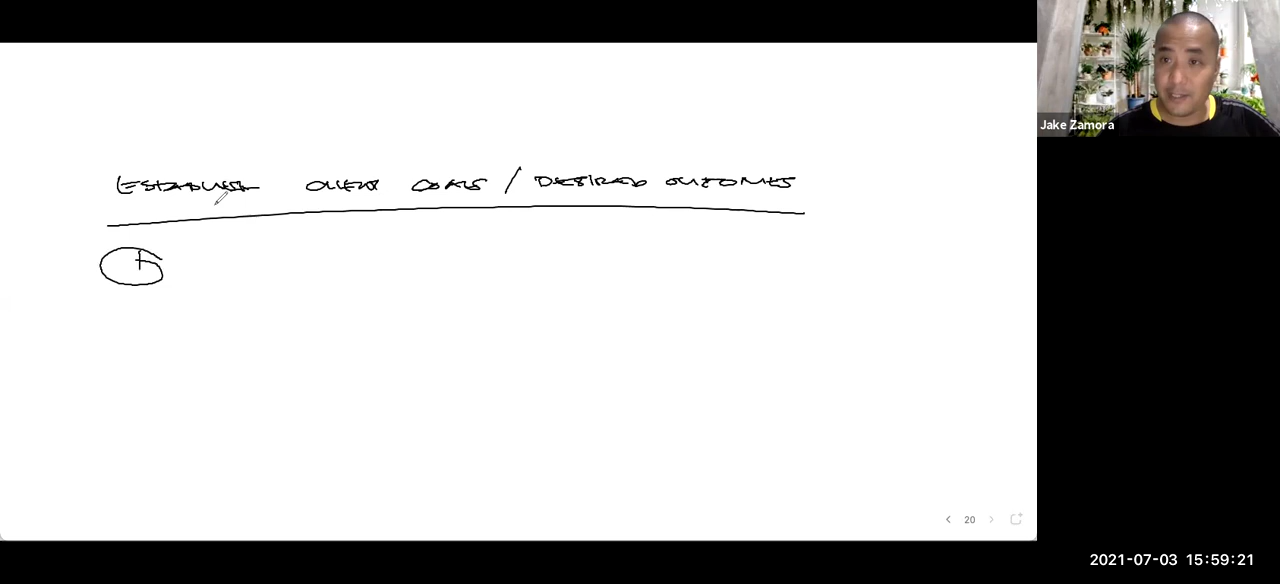 ESTABLISH CLIENT GOALS / DESIRED OUTCOMES
Jake Zamora
20
2021-07-03 15:59:21